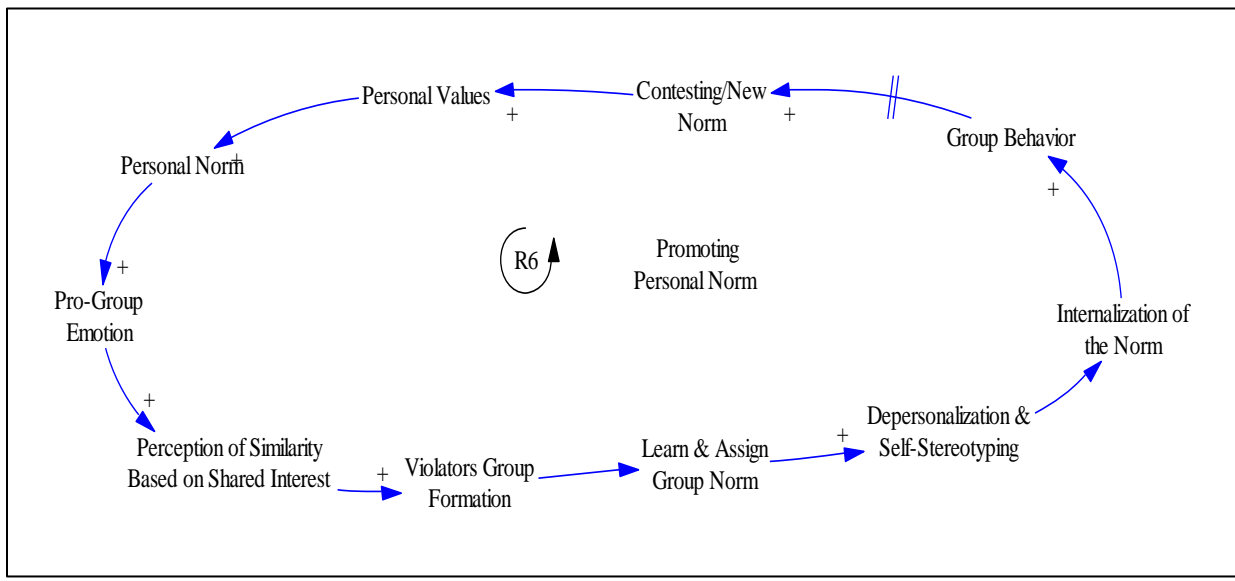 Personal Values
+
Contesting/New
Norm
+
Group Behavior
+
Personal Norm
+
R6
Promoting
Personal Norm
+
Pro-Group
Emotion
Internalization of
the Norm
+
Perception of Similarity
Based on Shared Interest
+
Violators Group
Formation
Learn & Assign
Group Norm
+
Depersonalization &
Self-Stereotyping